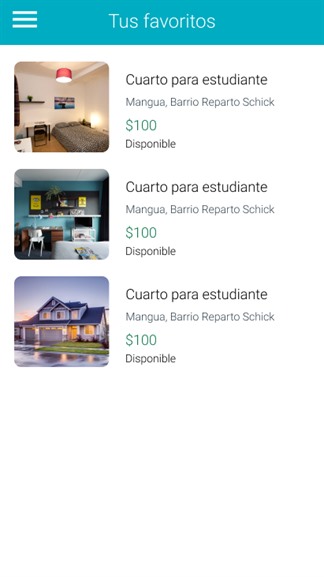 Tus favoritos
Cuarto para estudiante
Mangua, Barrio Reparto Schick
$100
Disponible
Cuarto para estudiante
Mangua, Barrio Reparto Schick
$100
Disponible
Cuarto para estudiante
Mangua, Barrio Reparto Schick
$100
Disponible